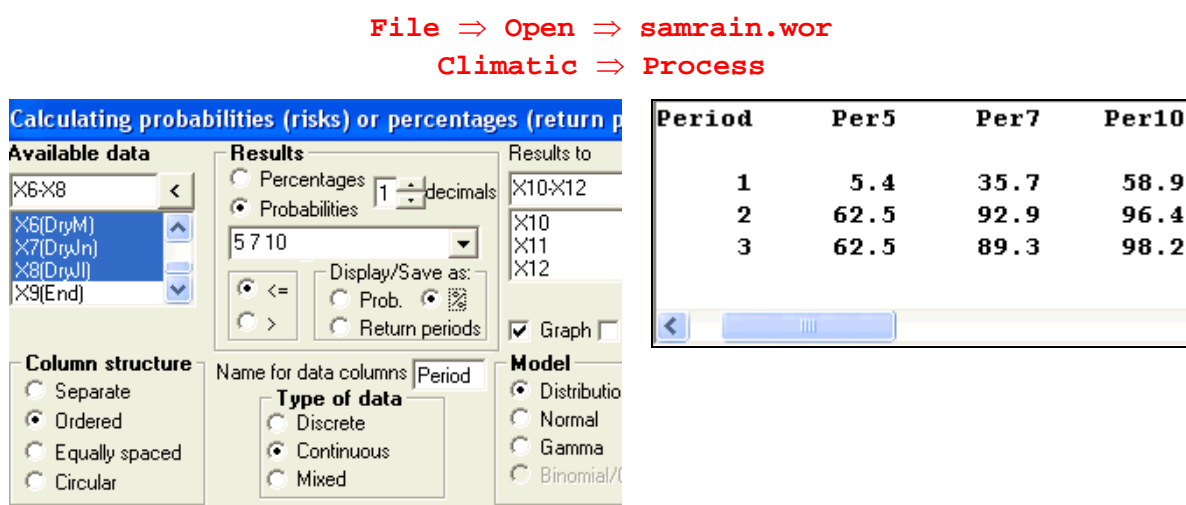 File ⇒ Open ⇒ samrain.wor
Climatic ⇒ Process
Calculating probabilities (risks) or percentages (return p
Available data
X6-X8
<
X6(DryM)
X7(DryJn)
X8(DryJl)
X9(End)
Results
Percentages
1 decimals
Probabilities
5 7 10
<=
>
Display/Save as:
Prob.
%
Return periods
Results to
X10-X12
X10
X11
X12
Graph
Column structure
Separate
Ordered
Equally spaced
Circular
Name for data columns Period
Type of data
Discrete
Continuous
Mixed
Model
Distributio
Normal
Gamma
Binomial/
Period Per5 Per7 Per10
1 5.4 35.7 58.9
2 62.5 92.9 96.4
3 62.5 89.3 98.2